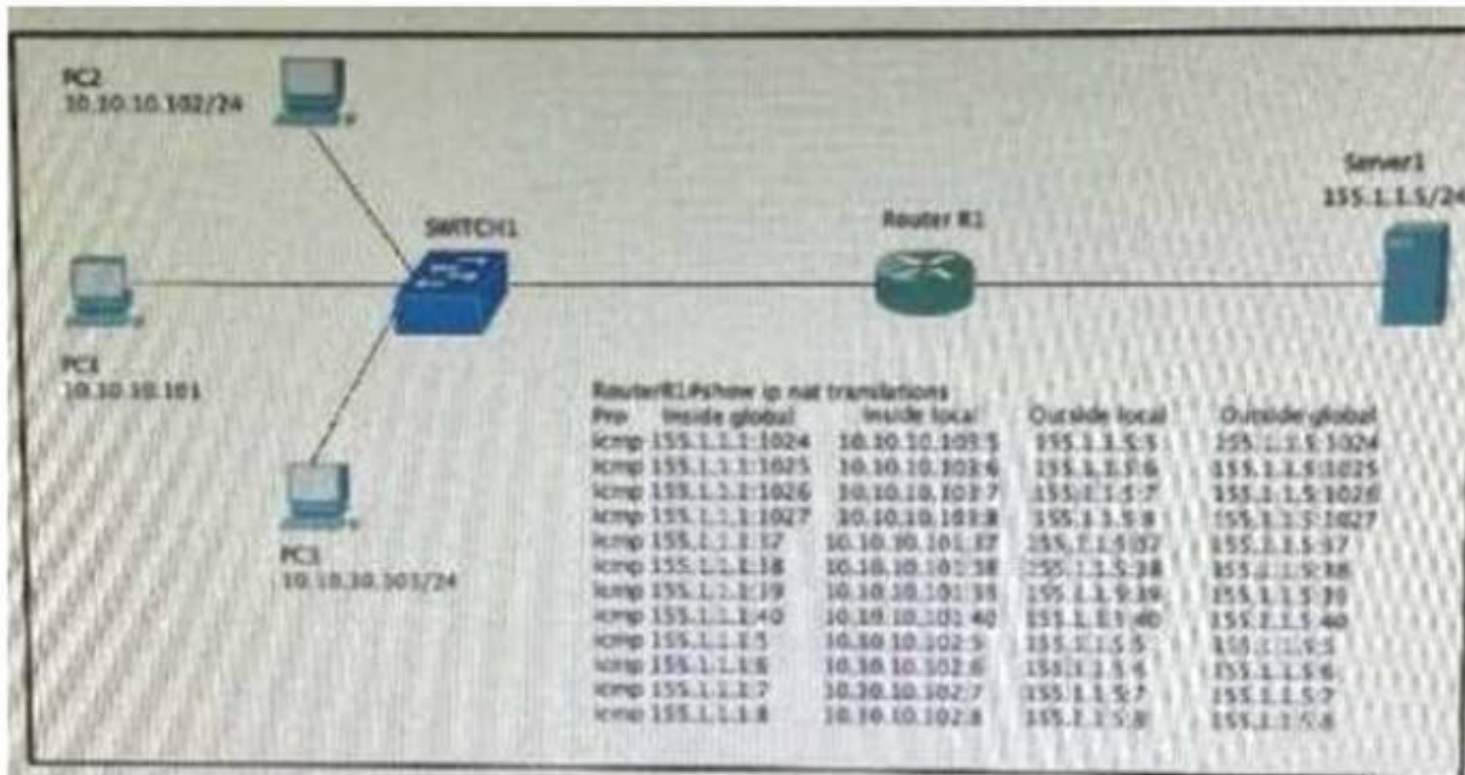 PC2
10.10.10.102/24
Server1
155.1.1.5/24
SWITCH1
Router R1
10.10.10.101
RouterR1#show ip nat translations
Pro Inside global Inside local Outside local Outside global
icmp 155.1.1.1:1024 10.10.10.103:5 155.1.1.5:5 155.1.1.5:1024
icmp 155.1.1.1:1025 10.10.10.103:6 155.1.1.5:6 155.1.1.5:1025
icmp 155.1.1.1:1026 10.10.10.103:7 155.1.1.5:7 155.1.1.5:1026
icmp 155.1.1.1:1027 10.10.10.103:8 155.1.1.5:8 155.1.1.5:1027
icmp 155.1.1.1:37 10.10.10.101:37 155.1.1.5:37 155.1.1.5:37
icmp 155.1.1.1:38 10.10.10.101:38 155.1.1.5:38 155.1.1.5:38
icmp 155.1.1.1:39 10.10.10.101:39 155.1.1.5:39 155.1.1.5:39
icmp 155.1.1.1:40 10.10.10.101:40 155.1.1.5:40 155.1.1.5:40
icmp 155.1.1.1:5 10.10.10.102:5 155.1.1.5:5 155.1.1.5:5
icmp 155.1.1.1:6 10.10.10.102:6 155.1.1.5:6 155.1.1.5:6
icmp 155.1.1.1:7 10.10.10.102:7 155.1.1.5:7 155.1.1.5:7
icmp 155.1.1.1:8 10.10.10.102:8 155.1.1.5:8 155.1.1.5:8
10.10.10.103/24